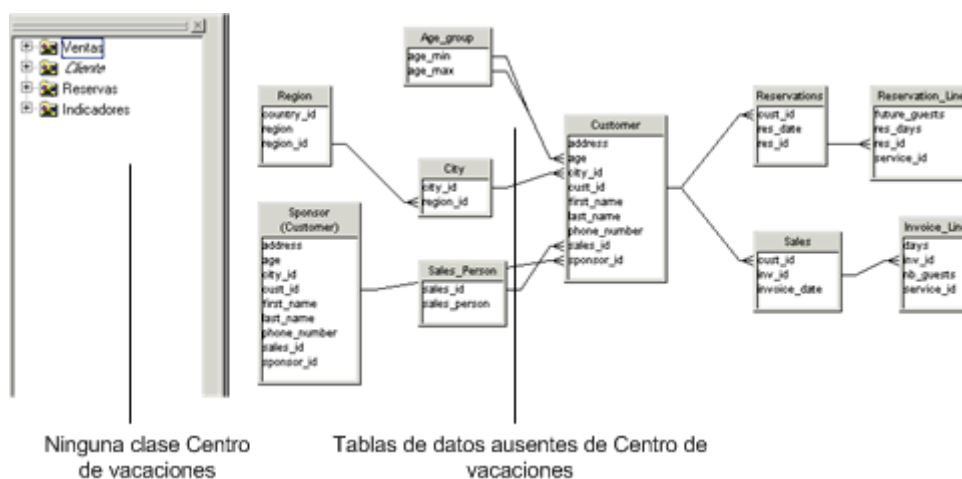 Ventas
Cliente
Reservas
Indicadores
Age_group
age_min
age_max
Region
country_id
region
region_id
City
city_id
region_id
Sponsor
(Customer)
address
age
city_id
cust_id
first_name
last_name
phone_number
sales_id
sponsor_id
Sales_Person
sales_id
sales_person
Customer
address
age
city_id
cust_id
first_name
last_name
phone_number
sales_id
sponsor_id
Reservations
cust_id
res_date
res_id
Reservation_Line
future_guests
res_days
res_id
service_id
Sales
cust_id
inv_id
invoice_date
Invoice_Line
days
inv_id
nb_guests
service_id
Ninguna clase Centro
de vacaciones
Tablas de datos ausentes de Centro de
vacaciones